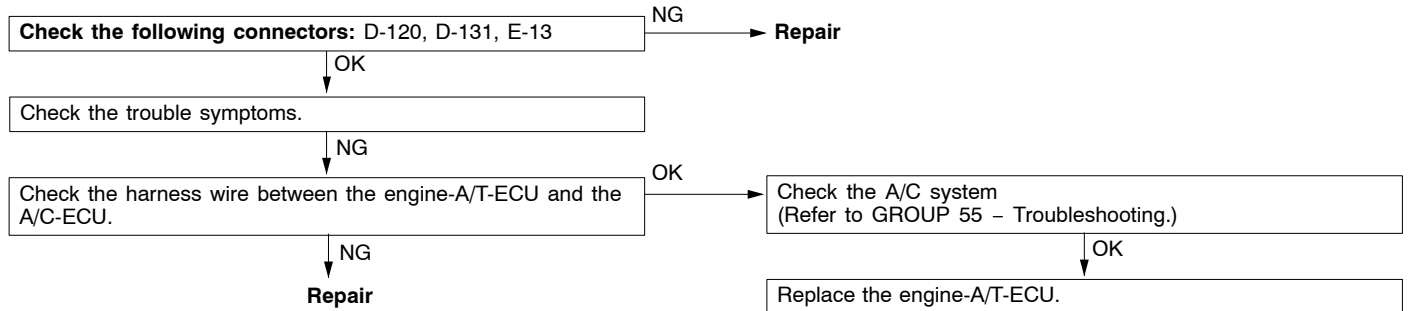 Check the following connectors: D-120, D-131, E-13
NG
Repair
OK
Check the trouble symptoms.
NG
Check the harness wire between the engine-A/T-ECU and the
A/C-ECU.
OK
Check the A/C system
(Refer to GROUP 55 – Troubleshooting.)
NG
Repair
OK
Replace the engine-A/T-ECU.